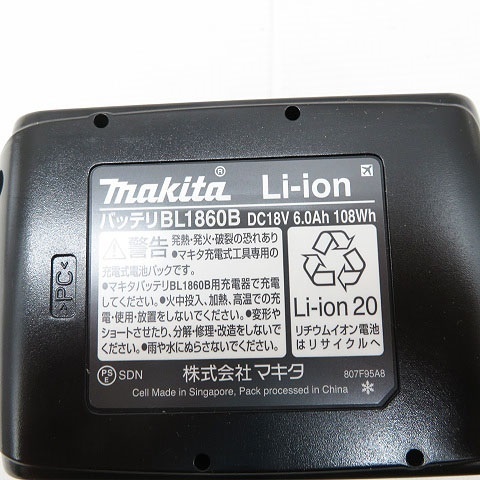 makita® Li-ion
バッテリBL1860B DC18V 6.0Ah 108Wh
警告 発熱・発火・破裂の恐れあり
●マキタ充電式工具専用の
充電式電池パックです。
●マキタバッテリBL1860B用充電器で充
電してください。●火中投入、加熱、高温での充
電・使用・放置をしないでください。●変形や
ショートさせたり、分解・修理・改造をしないで
ください。●雨や水にぬらさないでください。
Li-ion 20
リチウムイオン電池
はリサイクルへ
PS
E SDN 株式会社マキタ 807F95A8
Cell Made in Singapore, Pack processed in China
>PC<